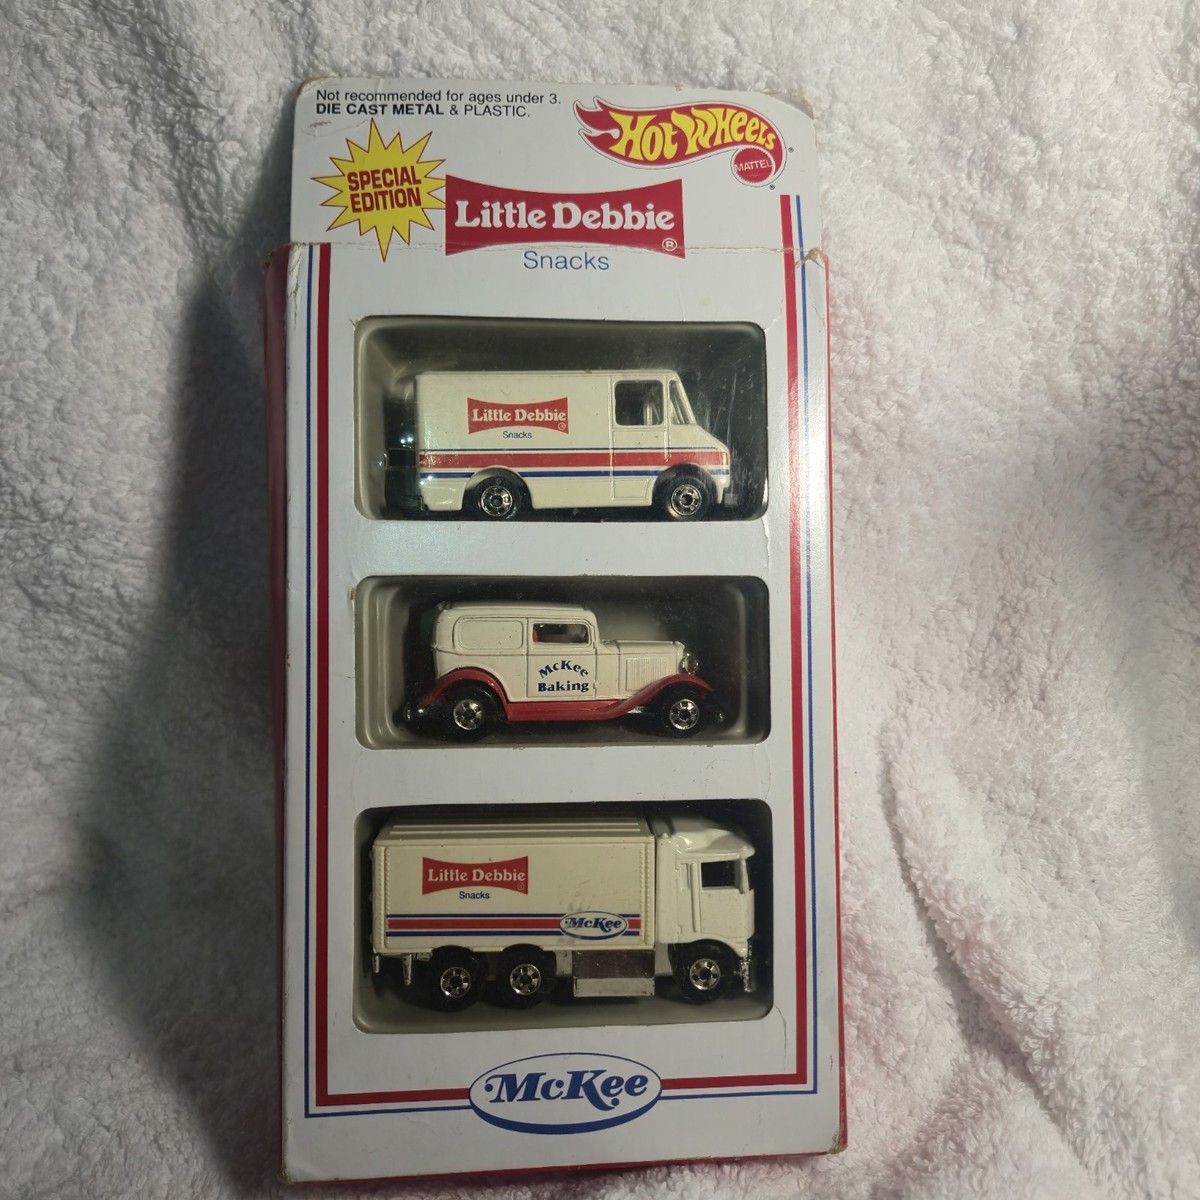 Not recommended for ages under 3.
DIE CAST METAL & PLASTIC.
HOT WHEELS®
MATTEL®
SPECIAL
EDITION
Little Debbie®
Snacks
Little Debbie
Snacks
McKee
Baking
Little Debbie
Snacks
McKee
McKee